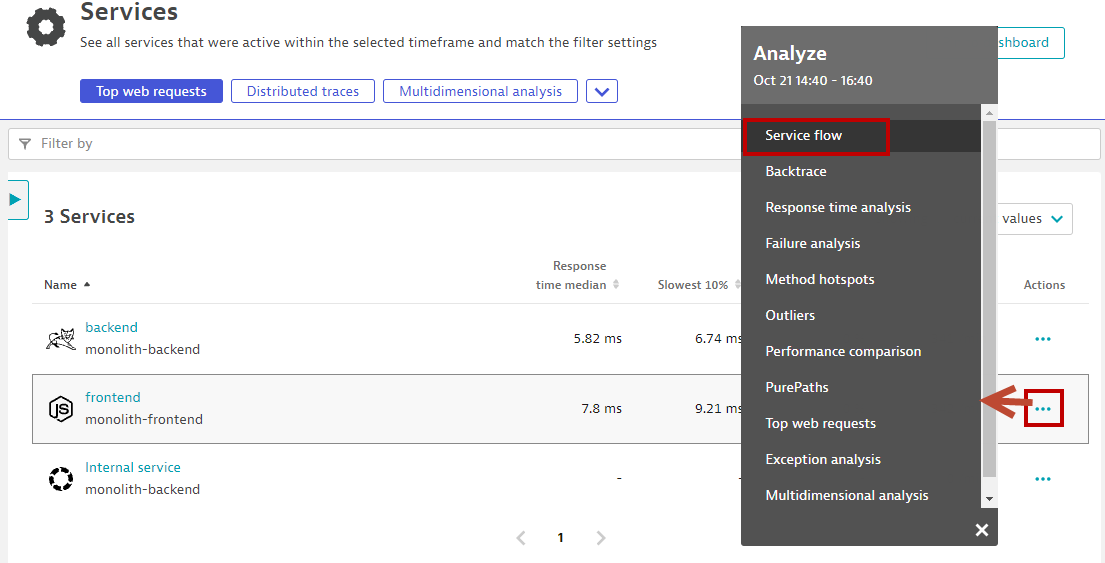 Services
See all services that were active within the selected timeframe and match the filter settings
Top web requests
Distributed traces
Multidimensional analysis
shboard
Filter by
3 Services
values
Name
Response
time median
Slowest 10%
Actions
backend
monolith-backend
5.82 ms
6.74 ms
frontend
monolith-frontend
JS
7.8 ms
9.21 ms
Internal service
monolith-backend
-
-
1
Analyze
Oct 21 14:40 - 16:40
Service flow
Backtrace
Response time analysis
Failure analysis
Method hotspots
Outliers
Performance comparison
PurePaths
Top web requests
Exception analysis
Multidimensional analysis